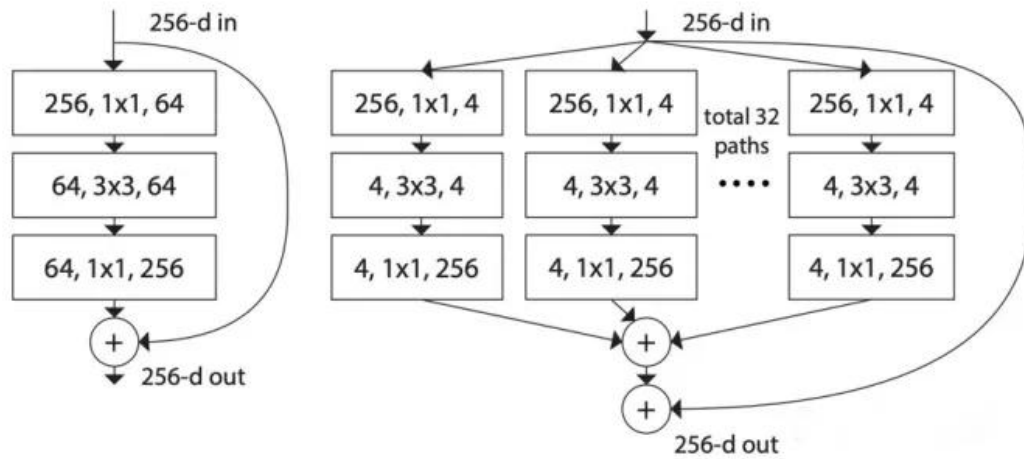 256-d in
256, 1x1, 64
64, 3x3, 64
64, 1x1, 256
+
256-d out
256-d in
256, 1x1, 4
256, 1x1, 4
total 32
paths
....
256, 1x1, 4
4, 3x3, 4
4, 3x3, 4
4, 3x3, 4
4, 1x1, 256
4, 1x1, 256
4, 1x1, 256
+
+
256-d out